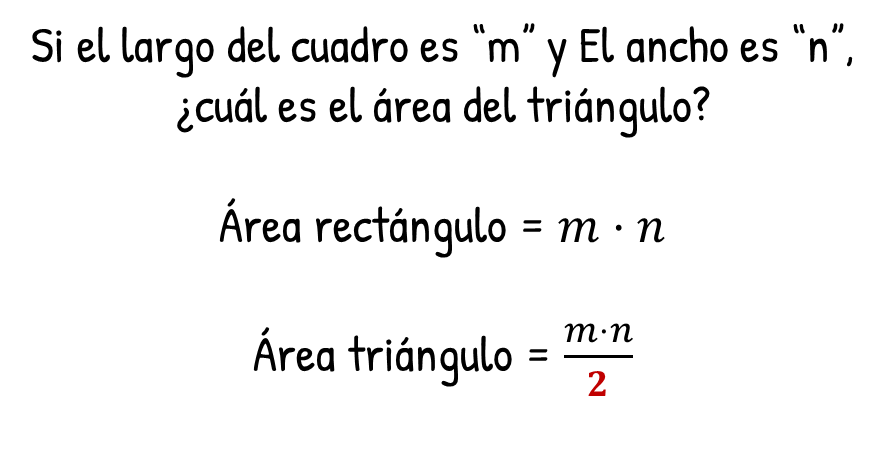 Si el largo del cuadro es “m” y El ancho es “n”,
¿cuál es el área del triángulo?
Área rectángulo = m · n
Área triángulo = m·n/2